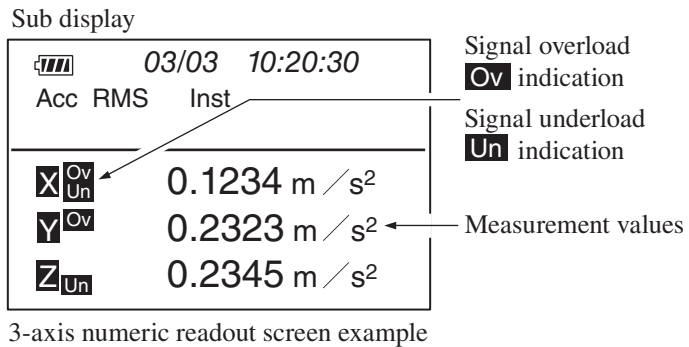 Sub display
03/03 10:20:30
Acc RMS Inst
X Ov Un 0.1234 m/s²
Y Ov 0.2323 m/s²
Z Un 0.2345 m/s²
Signal overload
Ov indication
Signal underload
Un indication
Measurement values
3-axis numeric readout screen example